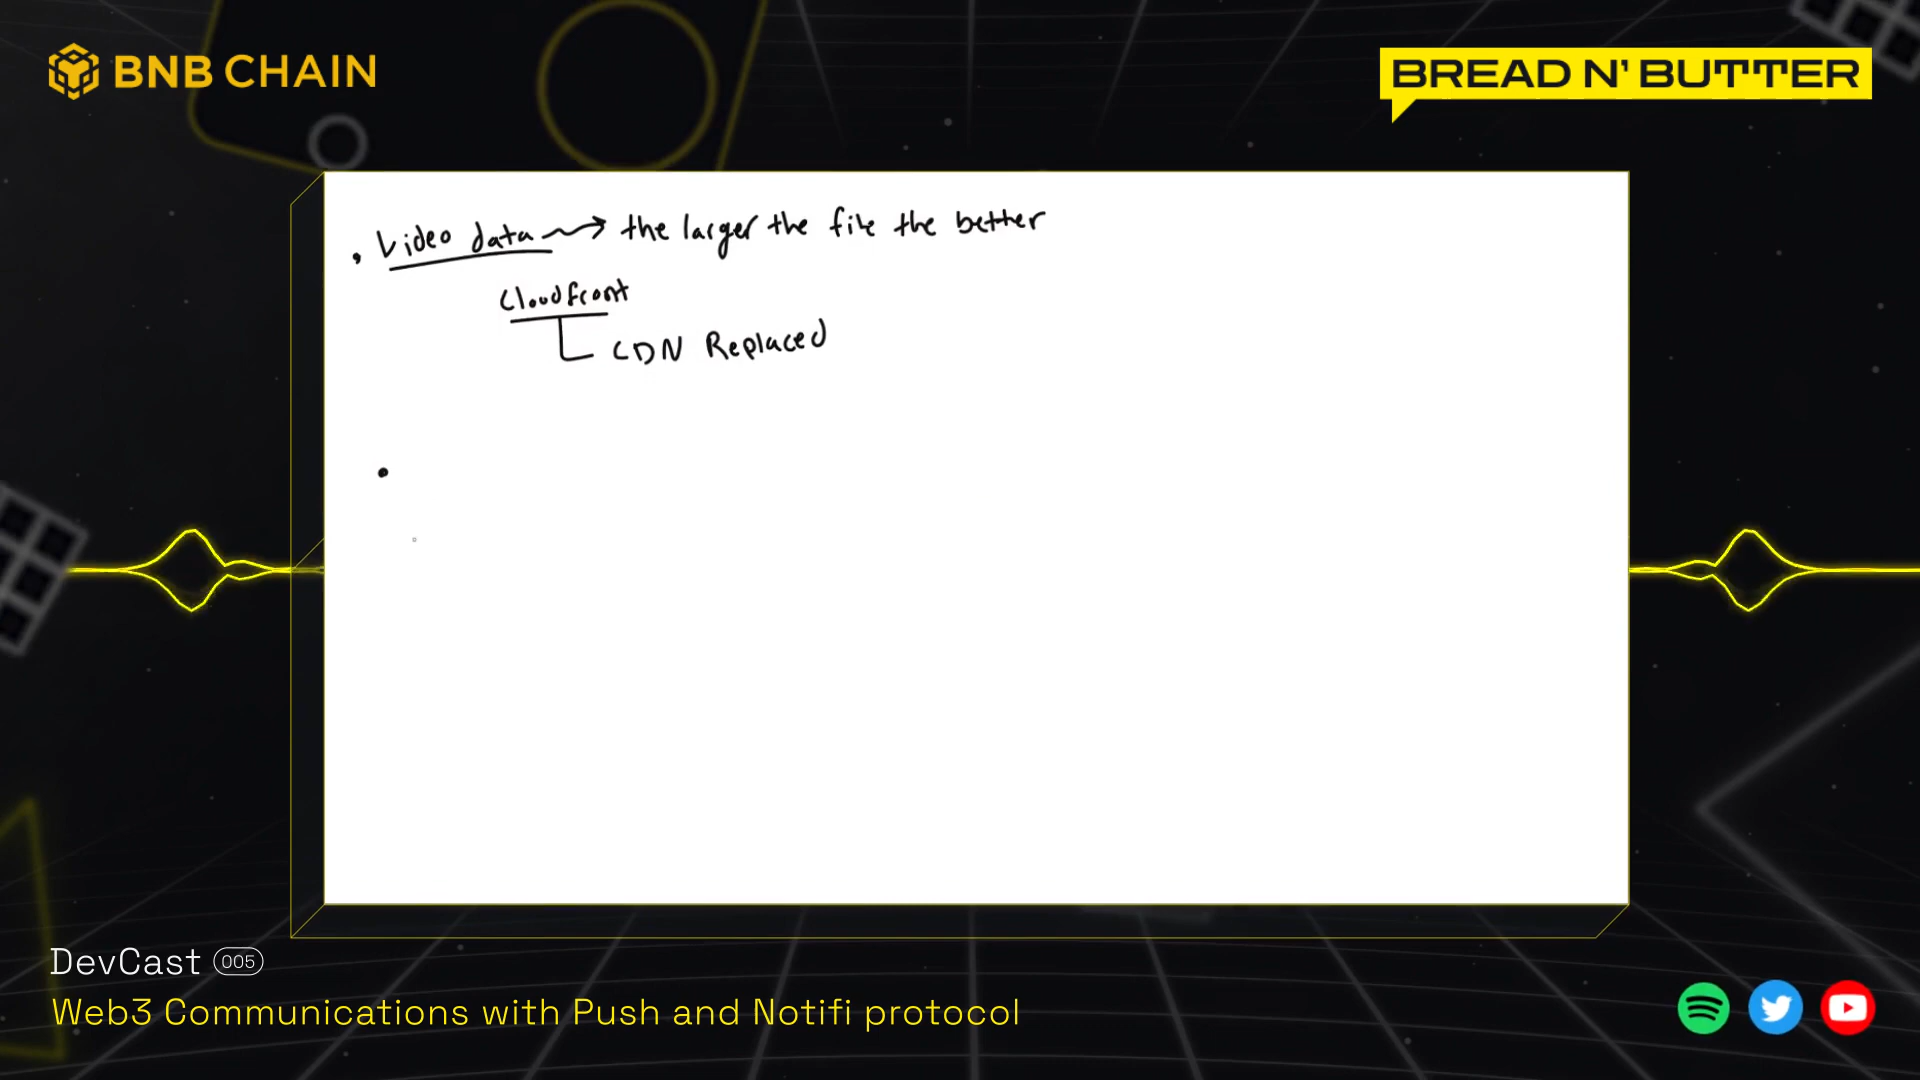 BNB CHAIN
BREAD N' BUTTER
Video data → the larger the file the better
Cloudfront
CDN Replaced
DevCast 005
Web3 Communications with Push and Notifi protocol